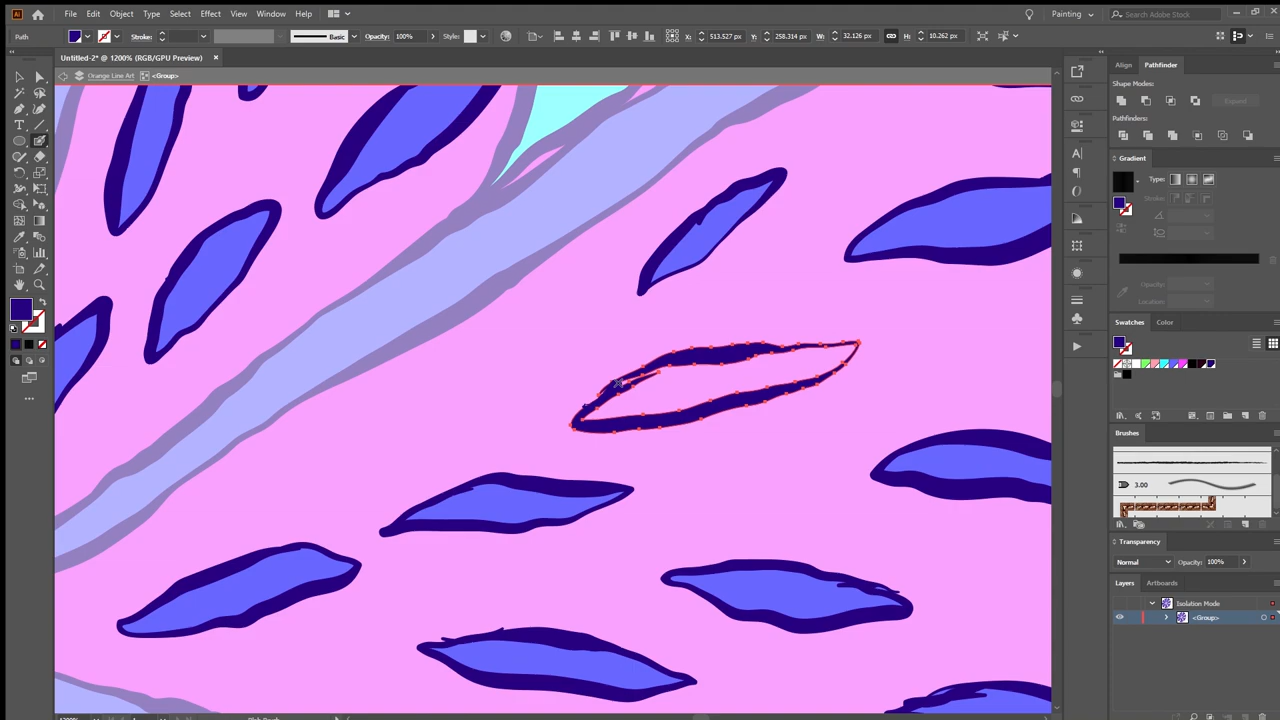 Ai File Edit Object Type Select Effect View Window Help Painting Search Adobe Stock
Path Stroke: Basic Opacity: 100% Style: X: 513.527 px Y: 258.314 px W: 32.126 px H: 10.262 px
Untitled-2* @ 1200% (RGB/GPU Preview) ×
Orange Line Art <Group>
Align Pathfinder
Shape Modes:
Expand
Pathfinders:
Gradient
Type:
Stroke:
Opacity:
Location:
Swatches Color
Brushes
3.00
Transparency
Normal Opacity: 100%
Layers Artboards
Isolation Mode
<Group>